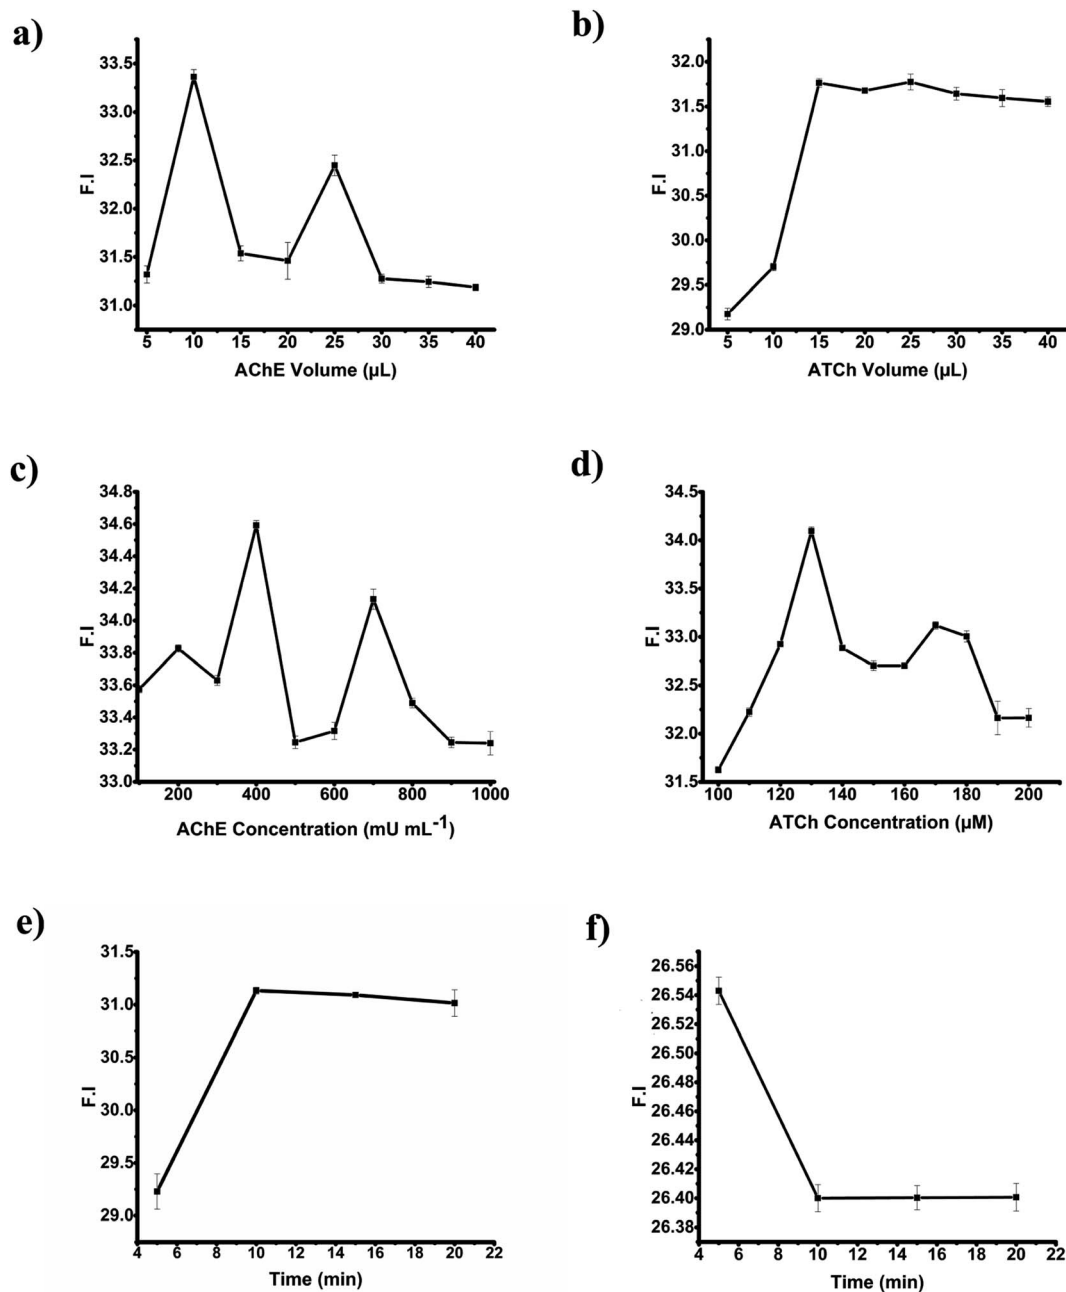 a)
33.5
33.0
32.5
32.0
31.5
31.0
F.I
5 10 15 20 25 30 35 40
AChE Volume (µL)
b)
32.0
31.5
31.0
30.5
30.0
29.5
29.0
F.I
5 10 15 20 25 30 35 40
ATCh Volume (µL)
c)
34.8
34.6
34.4
34.2
34.0
33.8
33.6
33.4
33.2
33.0
F.I
200 400 600 800 1000
AChE Concentration (mU mL⁻¹)
d)
34.5
34.0
33.5
33.0
32.5
32.0
31.5
F.I
100 120 140 160 180 200
ATCh Concentration (µM)
e)
31.5
31.0
30.5
30.0
29.5
29.0
F.I
4 6 8 10 12 14 16 18 20 22
Time (min)
f)
26.56
26.54
26.52
26.50
26.48
26.46
26.44
26.42
26.40
26.38
F.I
4 6 8 10 12 14 16 18 20 22
Time (min)